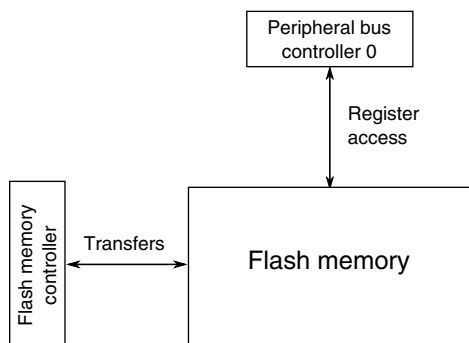 Peripheral bus
controller 0
Register
access
Flash memory
controller
Transfers
Flash memory